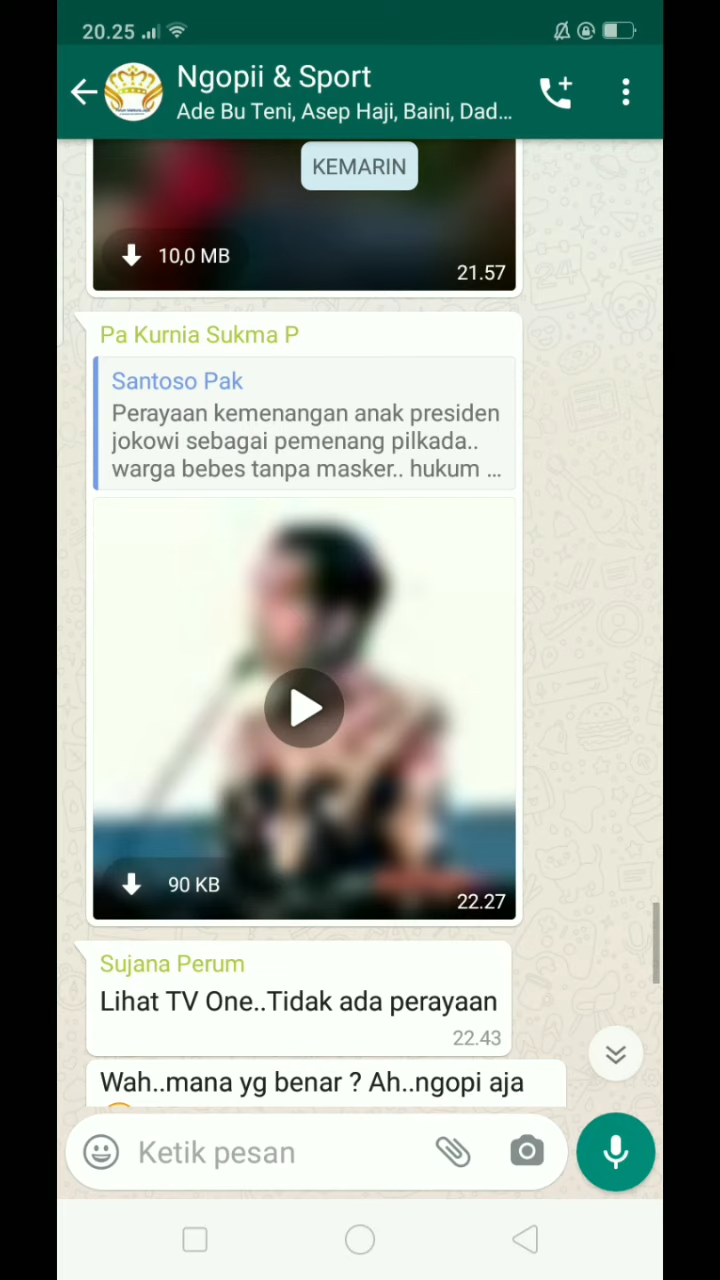 20.25
Ngopii & Sport
Ade Bu Teni, Asep Haji, Baini, Dad...
KEMARIN
10,0 MB
21.57
Pa Kurnia Sukma P
Santoso Pak
Perayaan kemenangan anak presiden
jokowi sebagai pemenang pilkada..
warga bebes tanpa masker.. hukum ...
90 KB
22.27
Sujana Perum
Lihat TV One..Tidak ada perayaan
22.43
Wah..mana yg benar ? Ah..ngopi aja
Ketik pesan